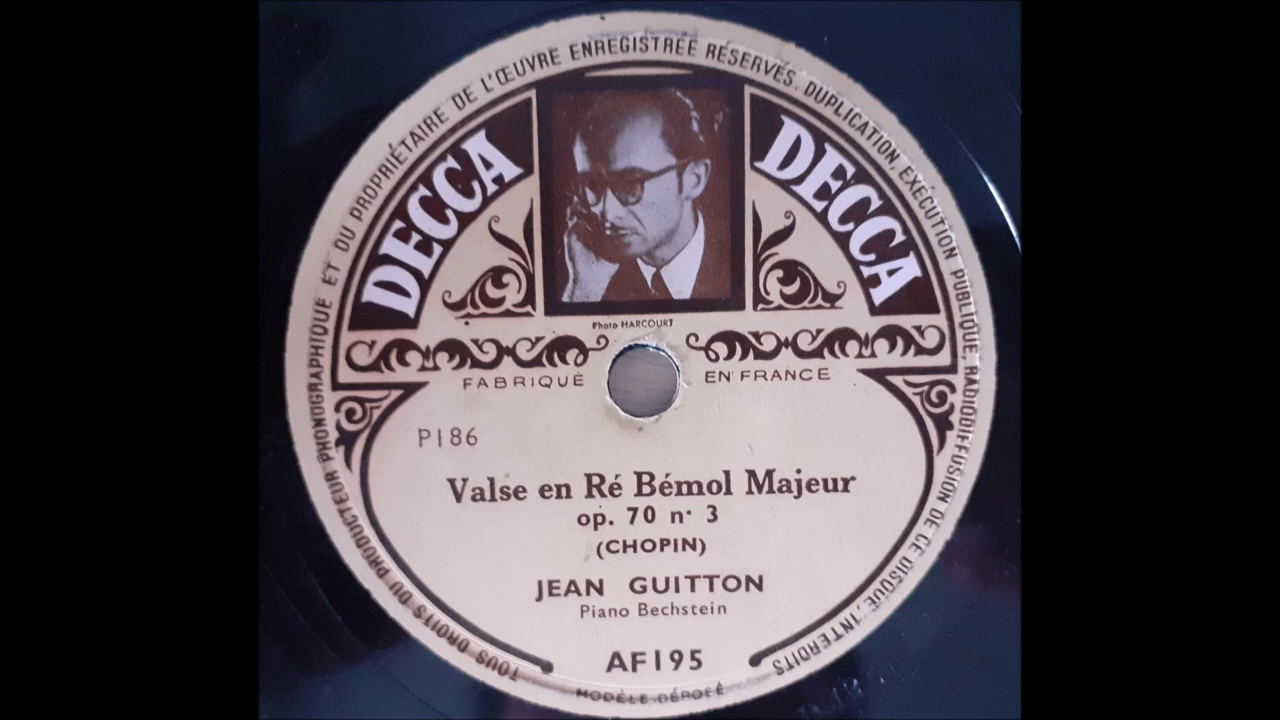 TOUS DROITS DU PRODUCTEUR PHONOGRAPHIQUE ET DU PROPRIÉTAIRE DE L'ŒUVRE ENREGISTRÉE RÉSERVÉS. DUPLICATION, EXÉCUTION PUBLIQUE, RADIODIFFUSION DE CE DISQUE, INTERDITS
DECCA DECCA
Photo HARCOURT
FABRIQUÉ EN FRANCE
P186
Valse en Ré Bémol Majeur
op. 70 n° 3
(CHOPIN)
JEAN GUITTON
Piano Bechstein
AF195
MODÈLE DÉPOSÉ